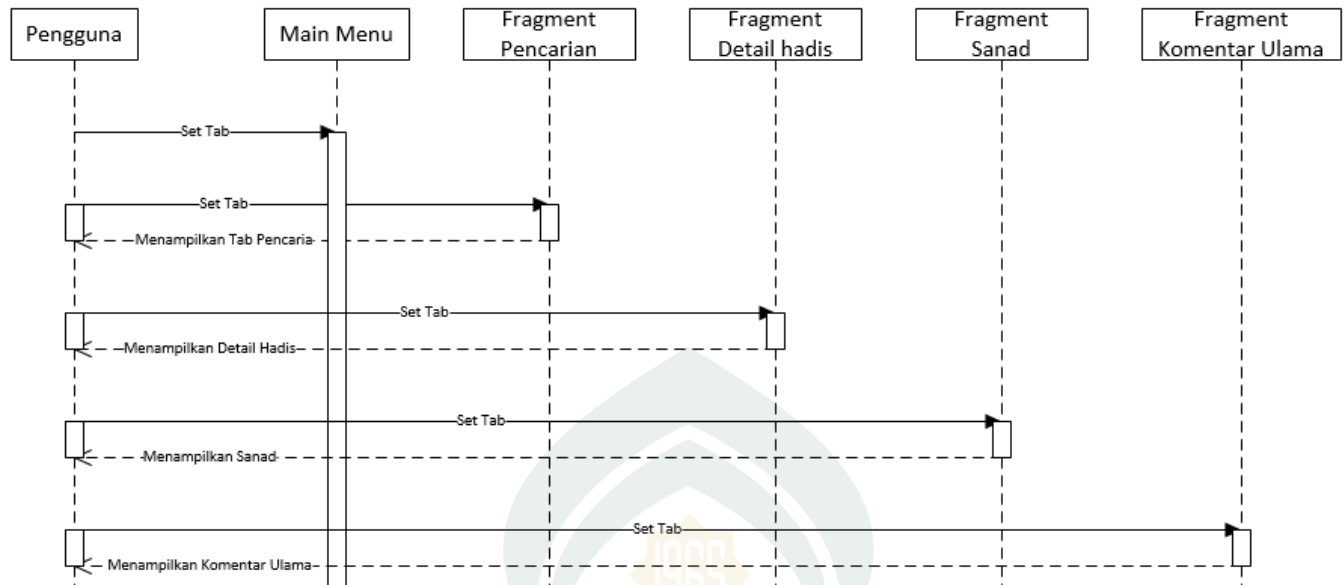 Pengguna
Main Menu
Fragment
Pencarian
Fragment
Detail hadis
Fragment
Sanad
Fragment
Komentar Ulama
Set Tab
Set Tab
Menampilkan Tab Pencaria
Set Tab
Menampilkan Detail Hadis
Set Tab
Menampilkan Sanad
Set Tab
Menampilkan Komentar Ulama
1965